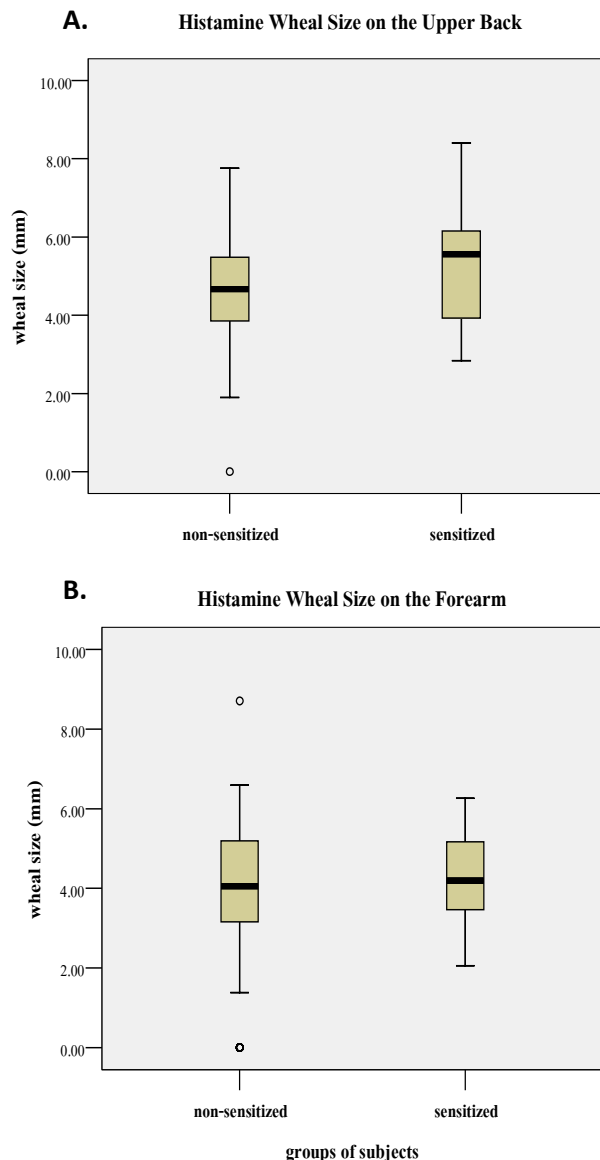 A.
Histamine Wheal Size on the Upper Back
wheal size (mm)
10.00
8.00
6.00
4.00
2.00
0.00
non-sensitized
sensitized
B.
Histamine Wheal Size on the Forearm
wheal size (mm)
10.00
8.00
6.00
4.00
2.00
0.00
non-sensitized
sensitized
groups of subjects